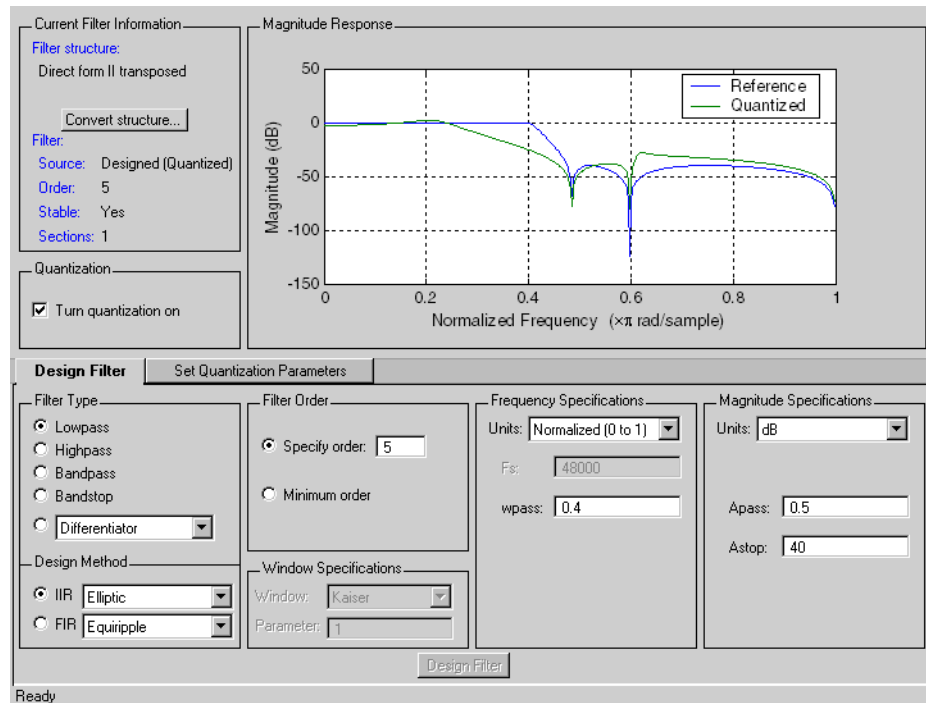 Current Filter Information
Filter structure:
Direct form II transposed
Convert structure...
Filter:
Source: Designed (Quantized)
Order: 5
Stable: Yes
Sections: 1
Quantization
Turn quantization on
Magnitude Response
Magnitude (dB)
50
0
-50
-100
-150
Reference
Quantized
0 0.2 0.4 0.6 0.8 1
Normalized Frequency (×π rad/sample)
Design Filter
Set Quantization Parameters
Filter Type
Lowpass
Highpass
Bandpass
Bandstop
Differentiator
Design Method
IIR Elliptic
FIR Equiripple
Filter Order
Specify order: 5
Minimum order
Window Specifications
Window: Kaiser
Parameter: 1
Frequency Specifications
Units: Normalized (0 to 1)
Fs: 48000
wpass: 0.4
Magnitude Specifications
Units: dB
Apass: 0.5
Astop: 40
Design Filter
Ready